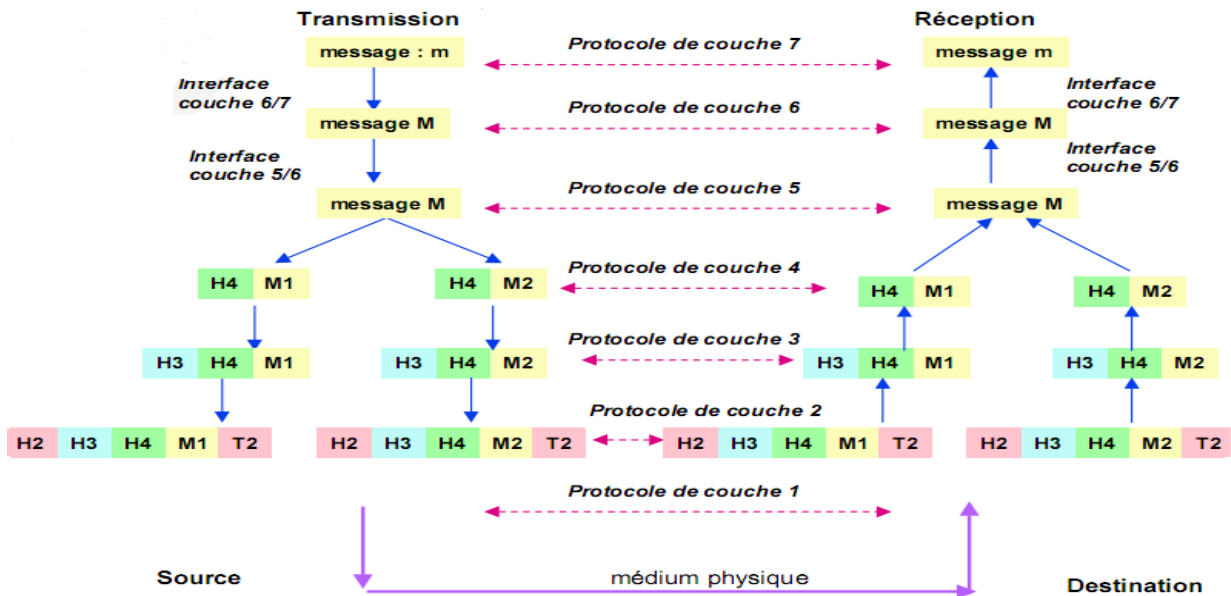 Transmission
Réception
message : m
Protocole de couche 7
message m
Interface
couche 6/7
Interface
couche 6/7
message M
Protocole de couche 6
message M
Interface
couche 5/6
Interface
couche 5/6
message M
Protocole de couche 5
message M
H4 M1
H4 M2
Protocole de couche 4
H4 M1
H4 M2
H3 H4 M1
H3 H4 M2
Protocole de couche 3
H3 H4 M1
H3 H4 M2
H2 H3 H4 M1 T2
H2 H3 H4 M2 T2
Protocole de couche 2
H2 H3 H4 M1 T2
H2 H3 H4 M2 T2
Protocole de couche 1
Source
médium physique
Destination